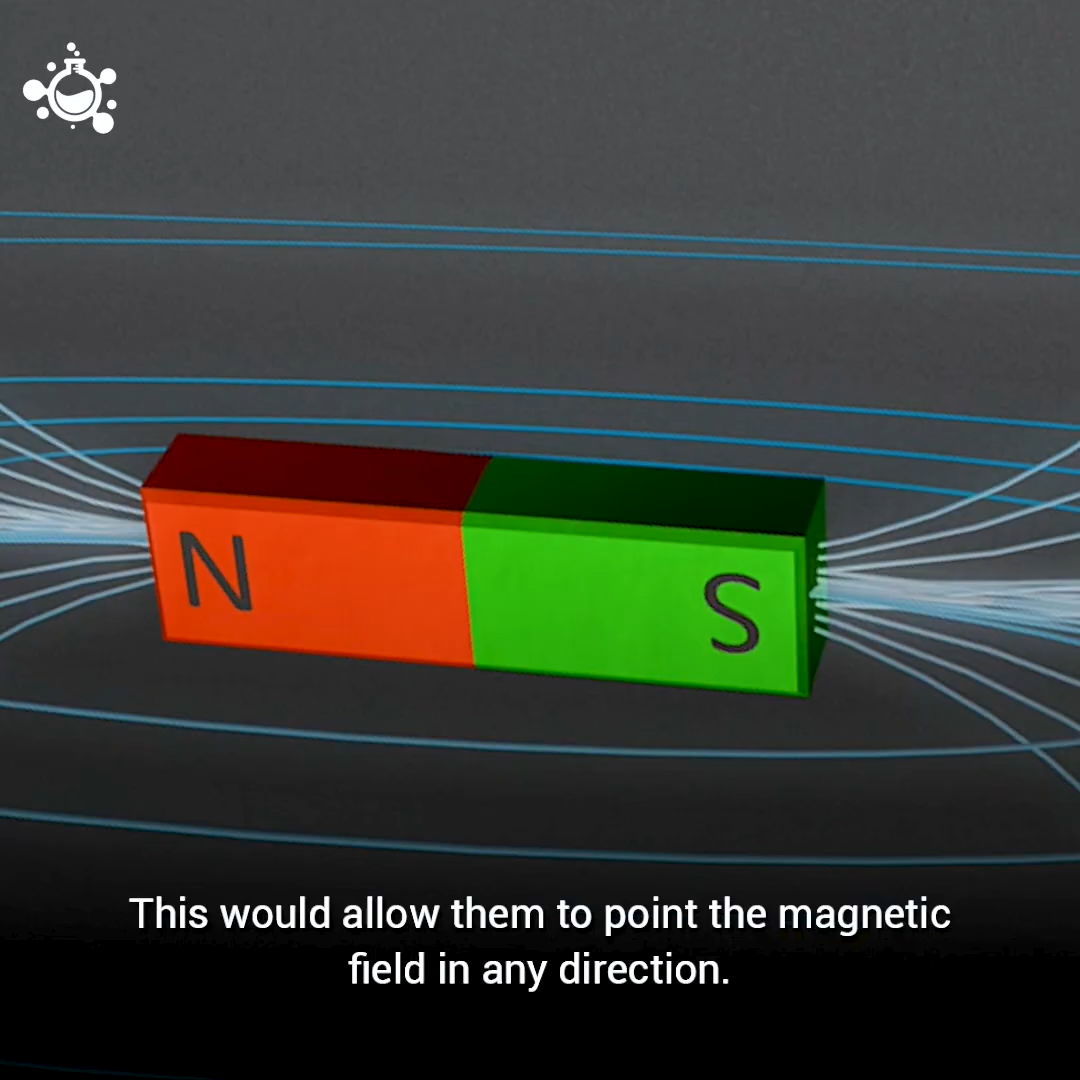 N
S
This would allow them to point the magnetic
field in any direction.